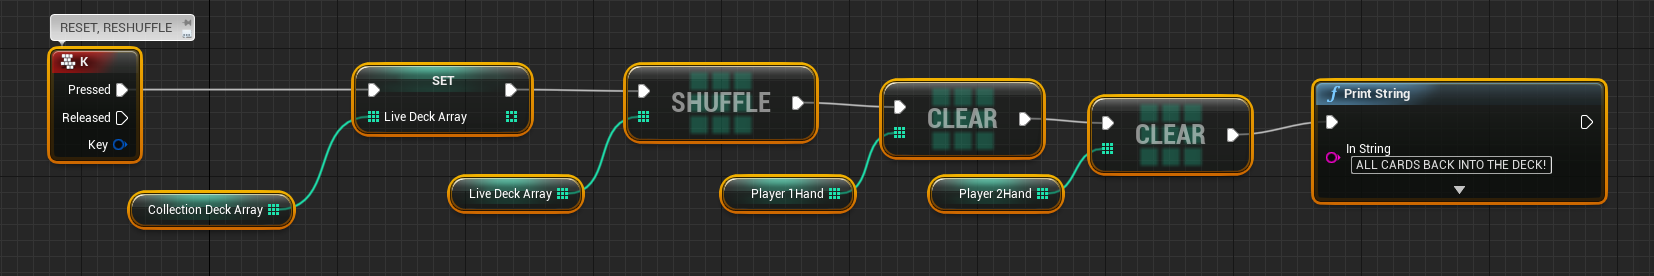 RESET, RESHUFFLE
K
Pressed
Released
Key
Collection Deck Array
SET
Live Deck Array
Live Deck Array
SHUFFLE
Player 1Hand
CLEAR
Player 2Hand
CLEAR
f Print String
In String
ALL CARDS BACK INTO THE DECK!